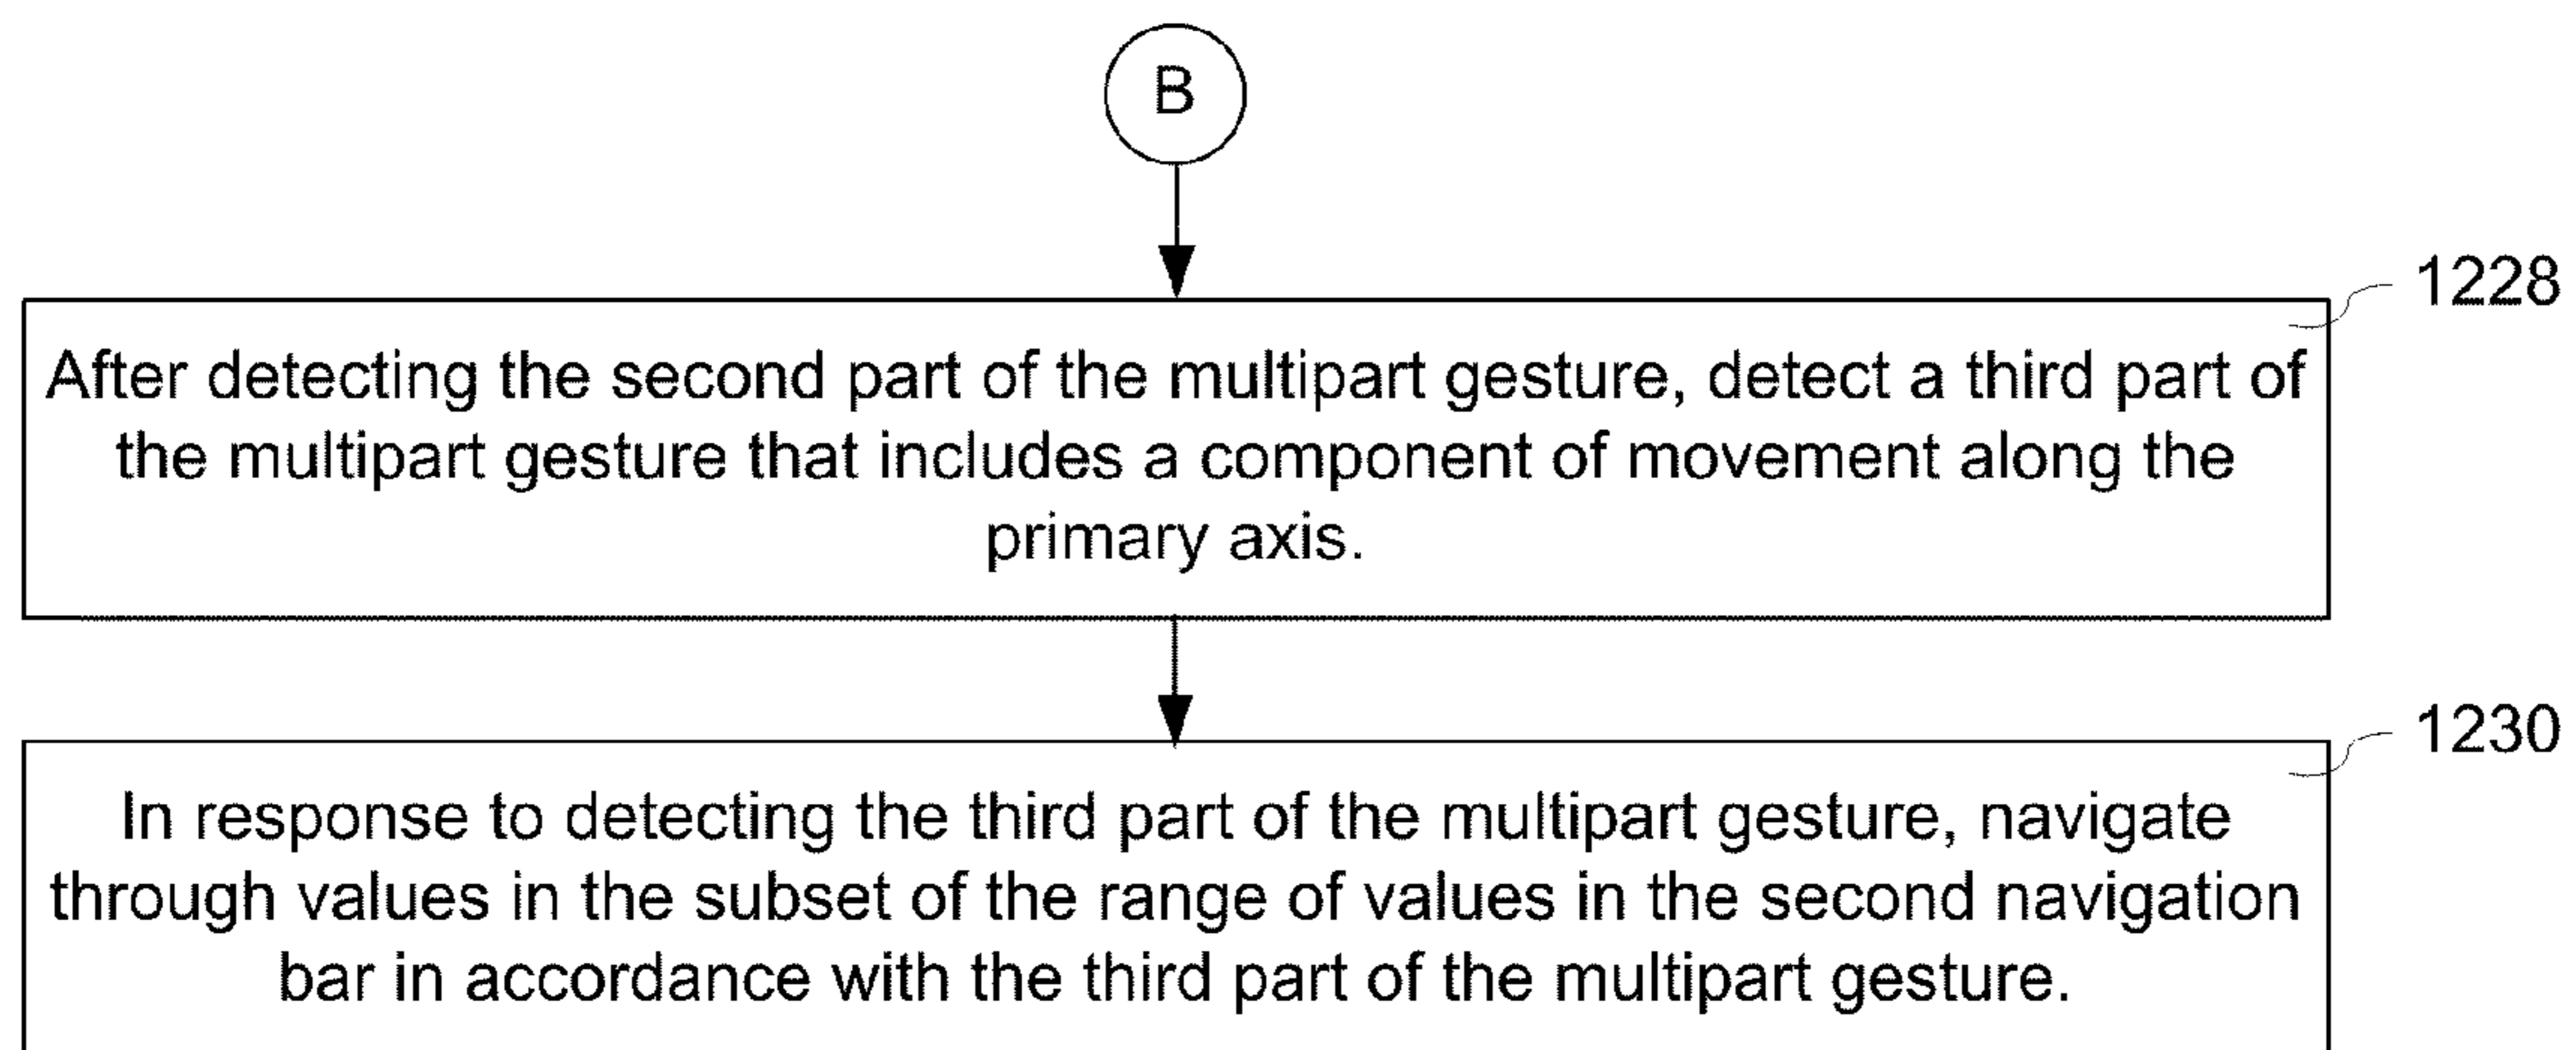 B
1228
After detecting the second part of the multipart gesture, detect a third part of
the multipart gesture that includes a component of movement along the
primary axis.
1230
In response to detecting the third part of the multipart gesture, navigate
through values in the subset of the range of values in the second navigation
bar in accordance with the third part of the multipart gesture.